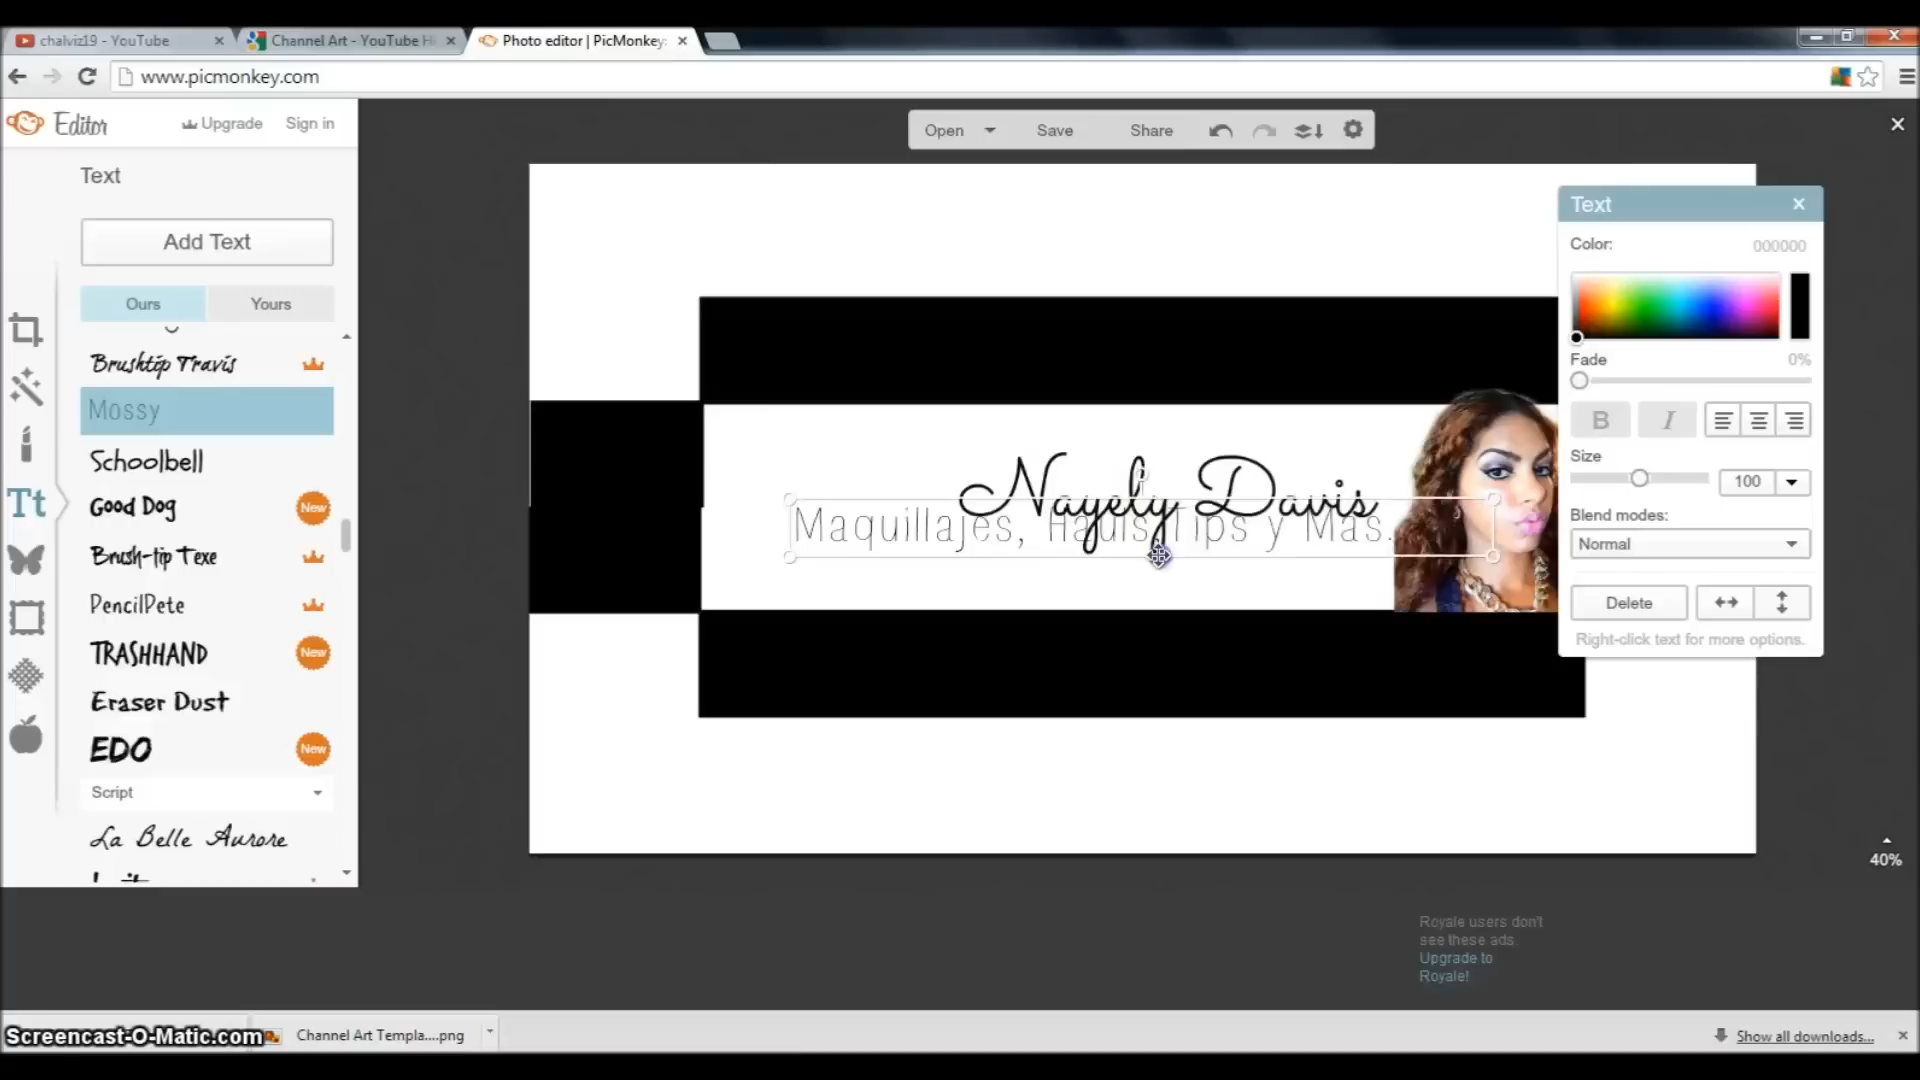 chalviz19 - YouTube
Channel Art - YouTube H
Photo editor | PicMonkey:
www.picmonkey.com
Editor
Upgrade
Sign in
Open
Save
Share
Text
Add Text
Ours
Yours
Brushtip Travis
Mossy
Schoolbell
Good Dog
New
Brush-tip Texe
PencilPete
TRASHHAND
New
Eraser Dust
EDO
New
Script
La Belle Aurore
Tt
Nayely Davis
Maquillajes, Hauls Tips y Mas.
Text
Color:
000000
Fade
0%
B
I
Size
100
Blend modes:
Normal
Delete
Right-click text for more options.
40%
Royale users don't
see these ads.
Upgrade to
Royale!
Screencast-O-Matic.com
Channel Art Templa....png
Show all downloads...